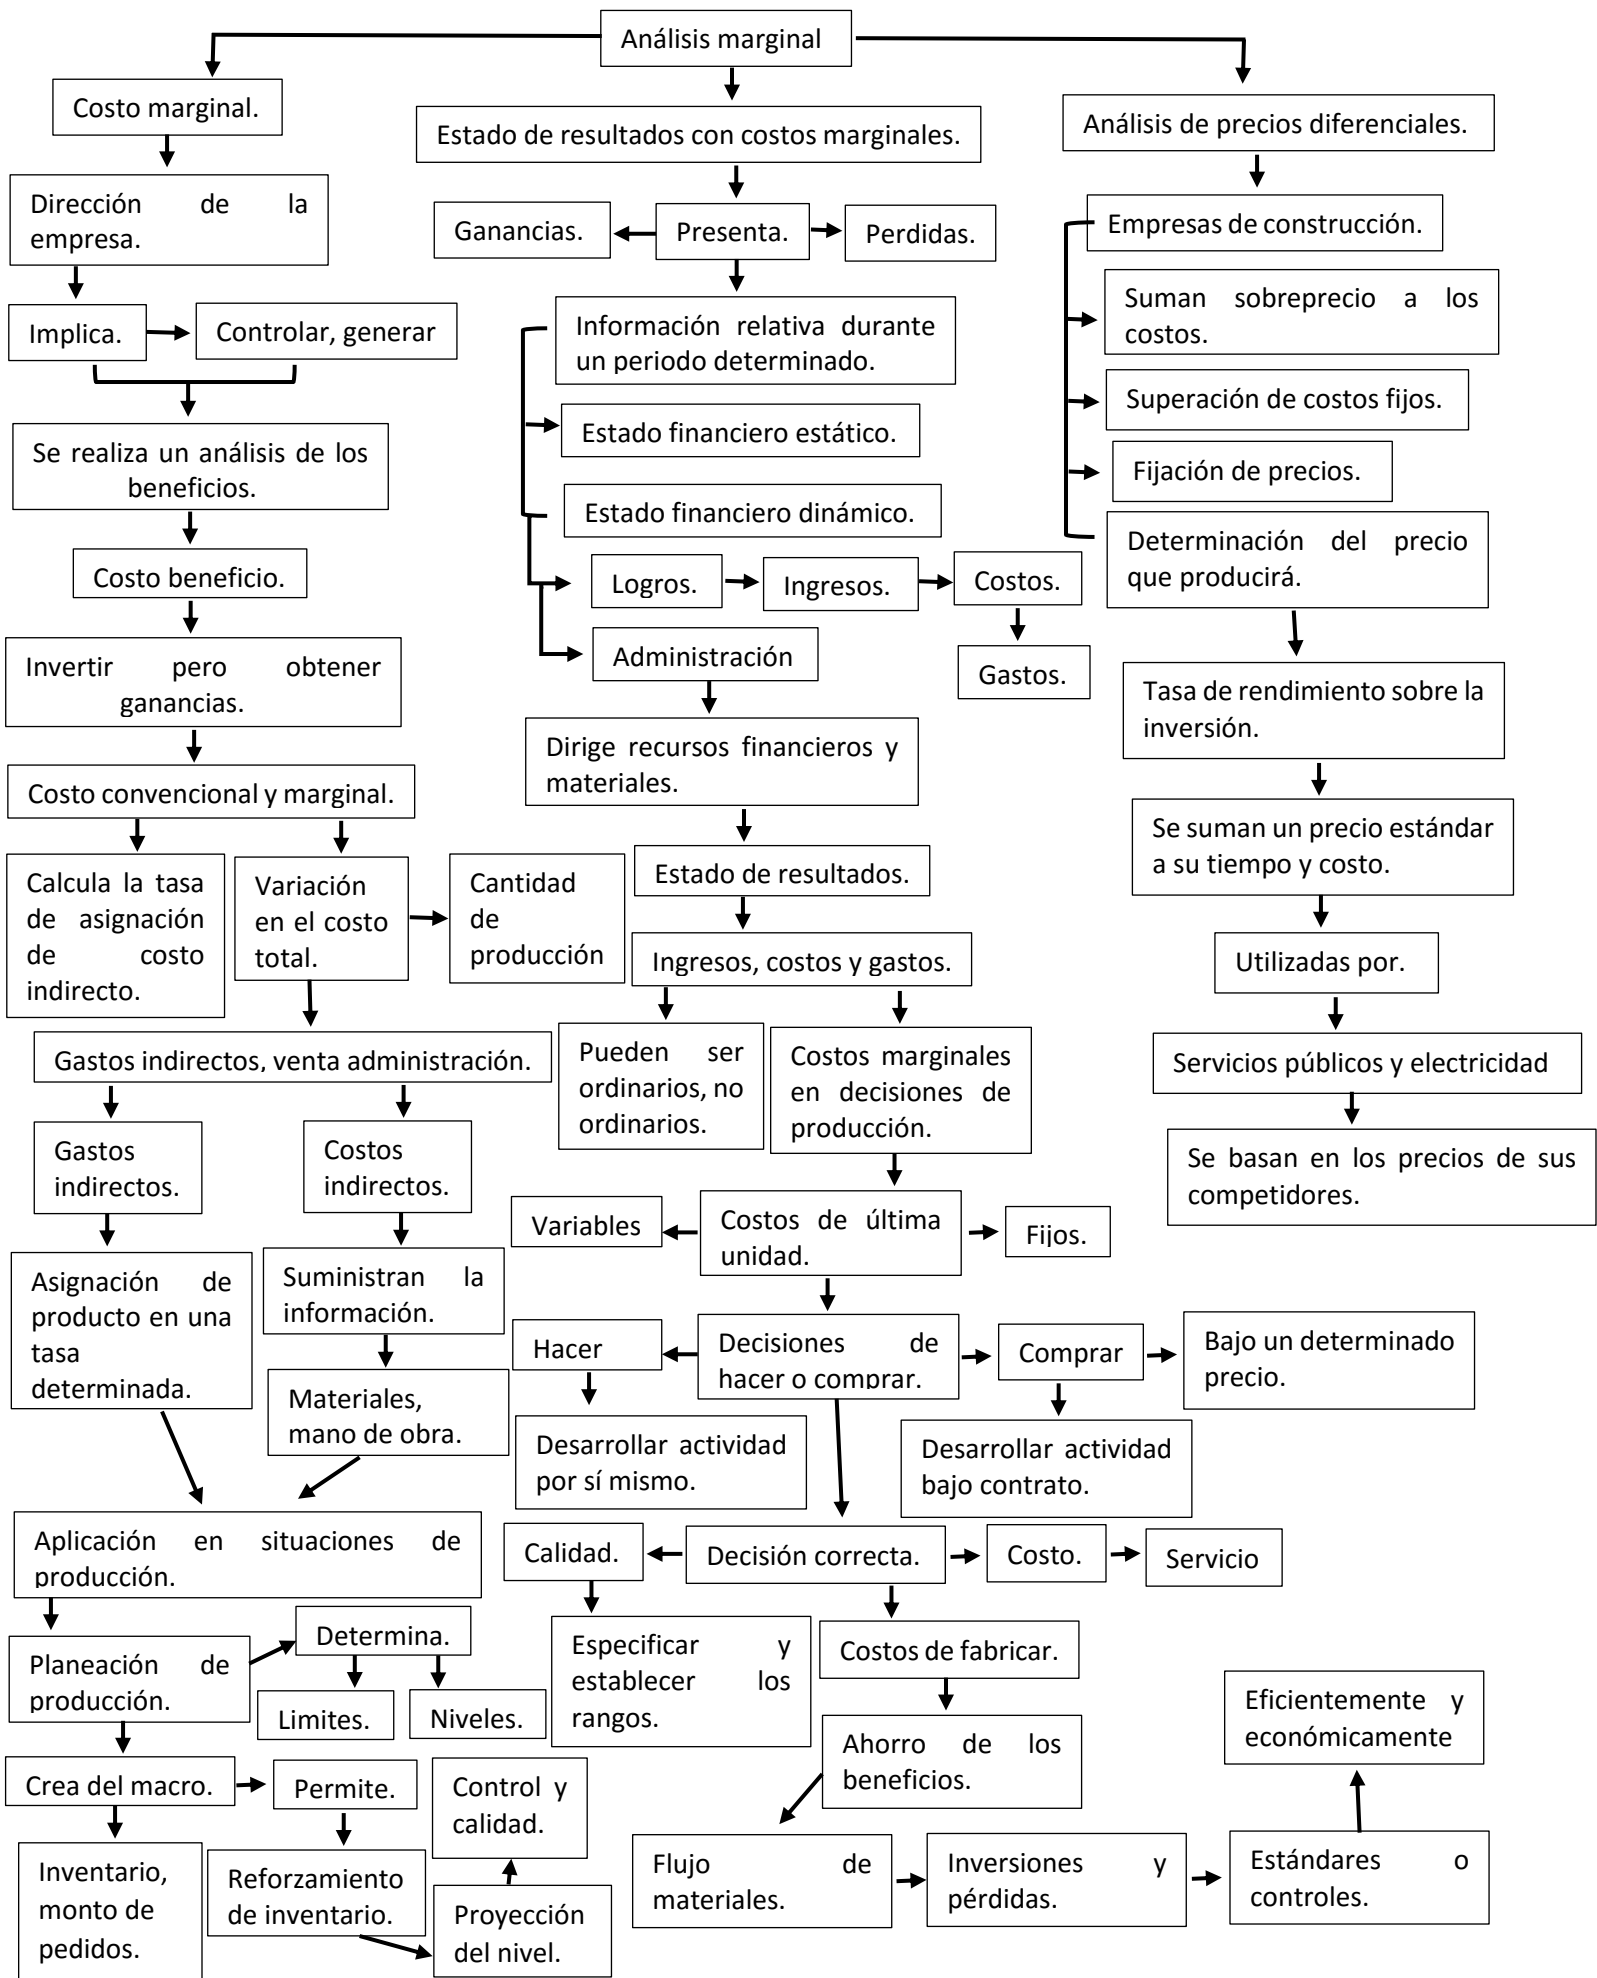 Análisis marginal
Costo marginal.
Estado de resultados con costos marginales.
Análisis de precios diferenciales.
Dirección de la
empresa.
Ganancias.
Presenta.
Perdidas.
Empresas de construcción.
Implica.
Controlar, generar
Información relativa durante
un periodo determinado.
Suman sobreprecio a los
costos.
Estado financiero estático.
Superación de costos fijos.
Se realiza un análisis de los
beneficios.
Fijación de precios.
Estado financiero dinámico.
Determinación del precio
que producirá.
Costo beneficio.
Logros.
Ingresos.
Costos.
Invertir pero obtener
ganancias.
Administración
Gastos.
Tasa de rendimiento sobre la
inversión.
Dirige recursos financieros y
materiales.
Costo convencional y marginal.
Se suman un precio estándar
a su tiempo y costo.
Calcula la tasa
de asignación
de costo
indirecto.
Variación
en el costo
total.
Cantidad
de
producción
Estado de resultados.
Ingresos, costos y gastos.
Utilizadas por.
Gastos indirectos, venta administración.
Pueden ser
ordinarios, no
ordinarios.
Costos marginales
en decisiones de
producción.
Servicios públicos y electricidad
Gastos
indirectos.
Costos
indirectos.
Se basan en los precios de sus
competidores.
Variables
Costos de última
unidad.
Fijos.
Asignación de
producto en una
tasa
determinada.
Suministran la
información.
Hacer
Decisiones de
hacer o comprar.
Comprar
Bajo un determinado
precio.
Materiales,
mano de obra.
Desarrollar actividad
por sí mismo.
Desarrollar actividad
bajo contrato.
Aplicación en situaciones de
producción.
Calidad.
Decisión correcta.
Costo.
Servicio
Planeación de
producción.
Determina.
Limites.
Niveles.
Especificar y
establecer los
rangos.
Costos de fabricar.
Eficientemente y
económicamente
Ahorro de los
beneficios.
Crea del macro.
Permite.
Control y
calidad.
Inventario,
monto de
pedidos.
Reforzamiento
de inventario.
Proyección
del nivel.
Flujo de
materiales.
Inversiones y
pérdidas.
Estándares o
controles.